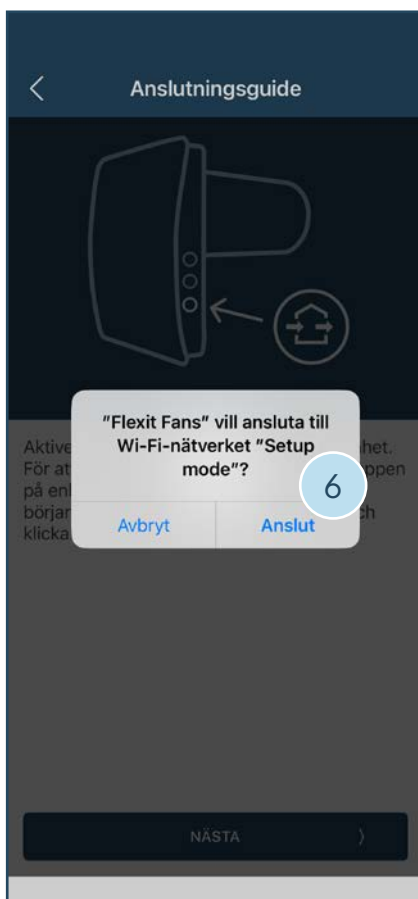 Anslutningsguide
"Flexit Fans" vill ansluta till
Wi-Fi-nätverket "Setup
mode"?
6
Avbryt
Anslut
Aktive
het.
För at
ppen
på en
börjar
ch
klicka
NÄSTA